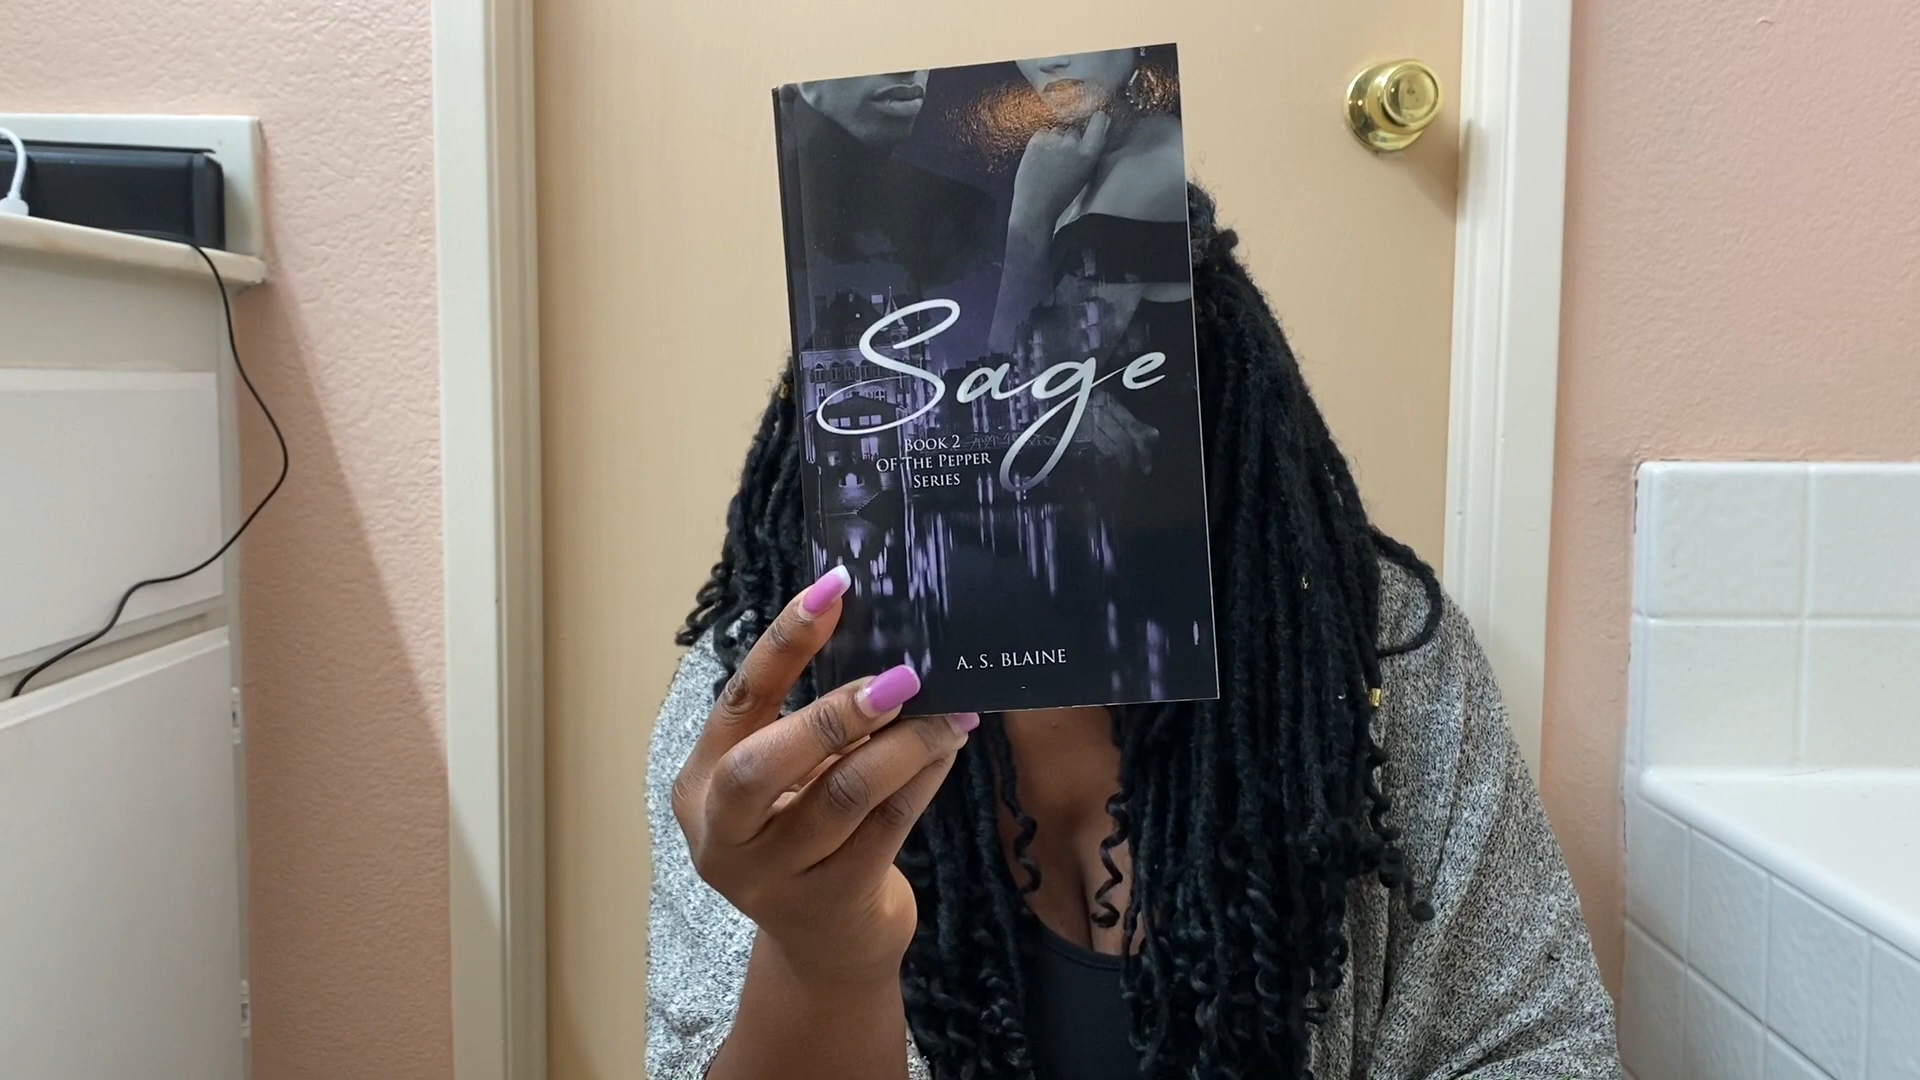 Sage
BOOK 2
OF THE PEPPER
SERIES
A. S. BLAINE